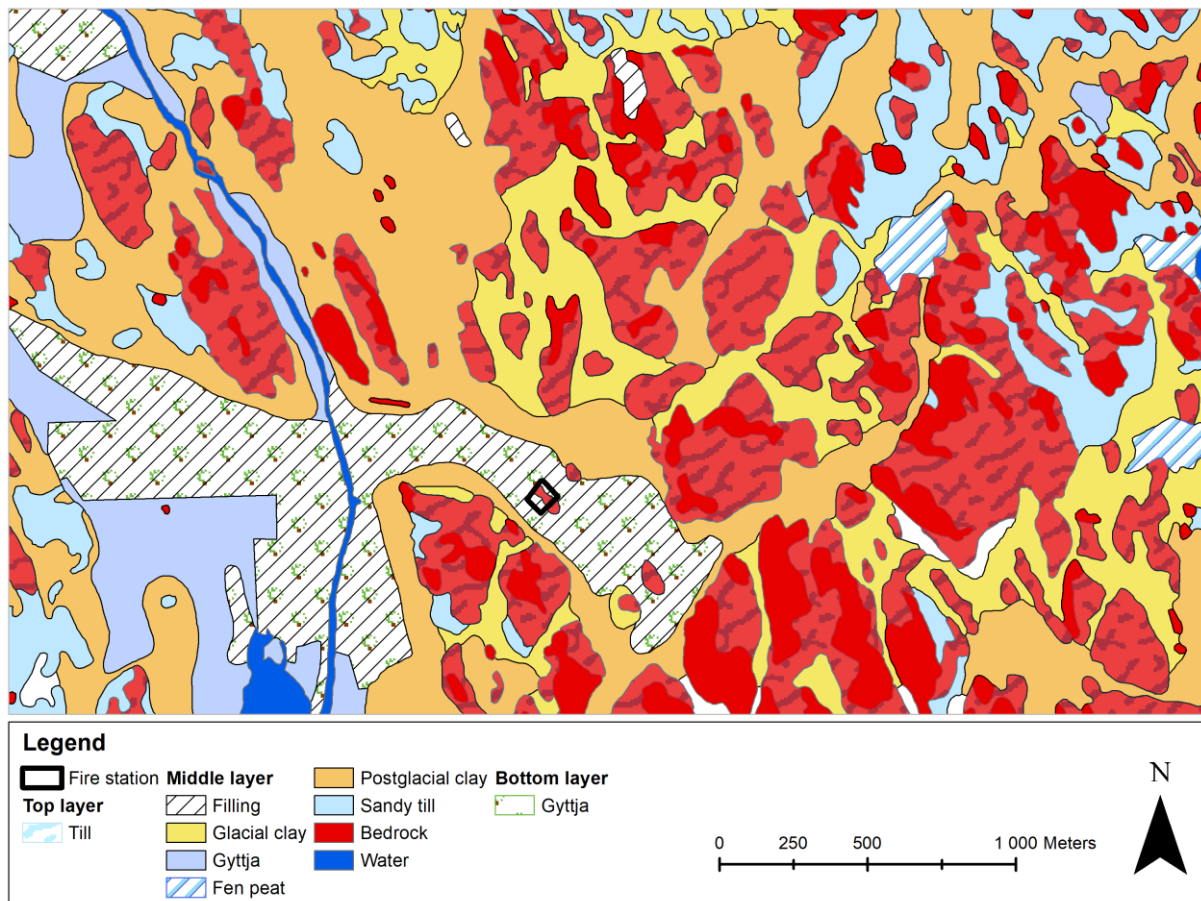 Legend
Fire station
Top layer
Till
Middle layer
Filling
Glacial clay
Gyttja
Fen peat
Postglacial clay
Sandy till
Bedrock
Water
Bottom layer
Gyttja
0 250 500 1 000 Meters
N